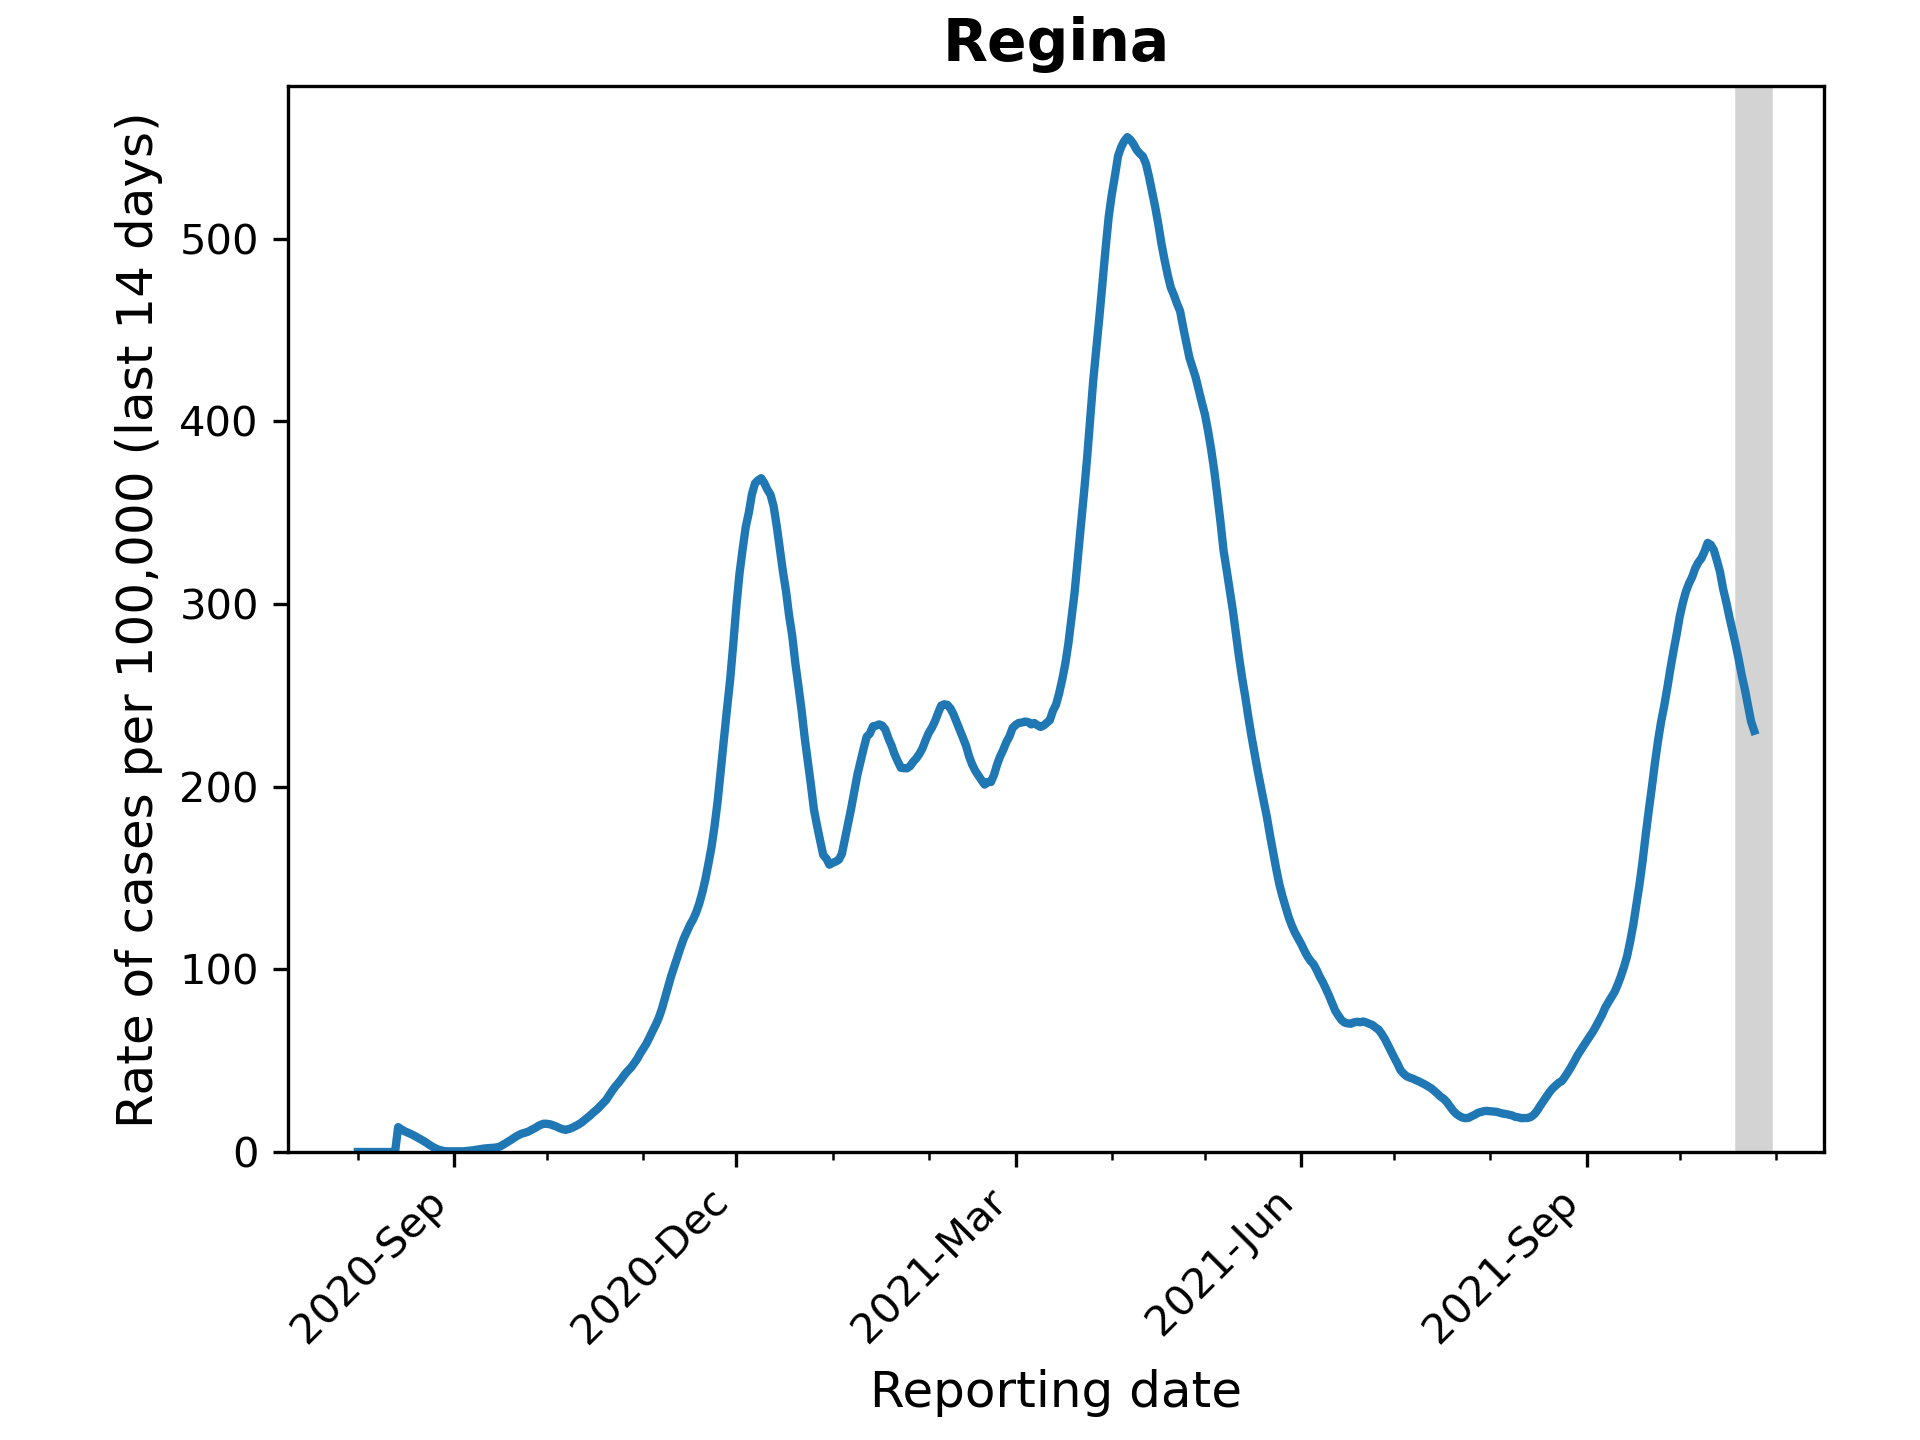 Regina
Rate of cases per 100,000 (last 14 days)
500
400
300
200
100
0
2020-Sep
2020-Dec
2021-Mar
2021-Jun
2021-Sep
Reporting date